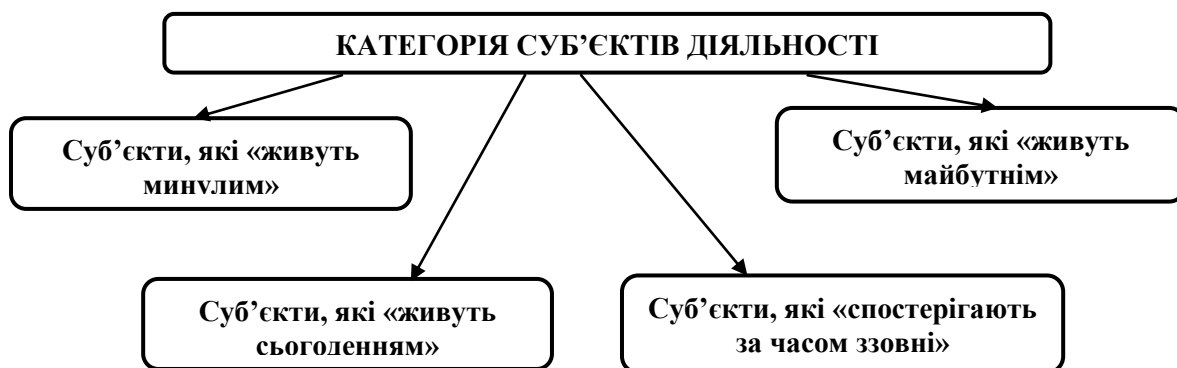 КАТЕГОРІЯ СУБ’ЄКТІВ ДІЯЛЬНОСТІ
Суб’єкти, які «живуть
минулим»
Суб’єкти, які «живуть
майбутнім»
Суб’єкти, які «живуть
сьогоденням»
Суб’єкти, які «спостерігають
за часом ззовні»